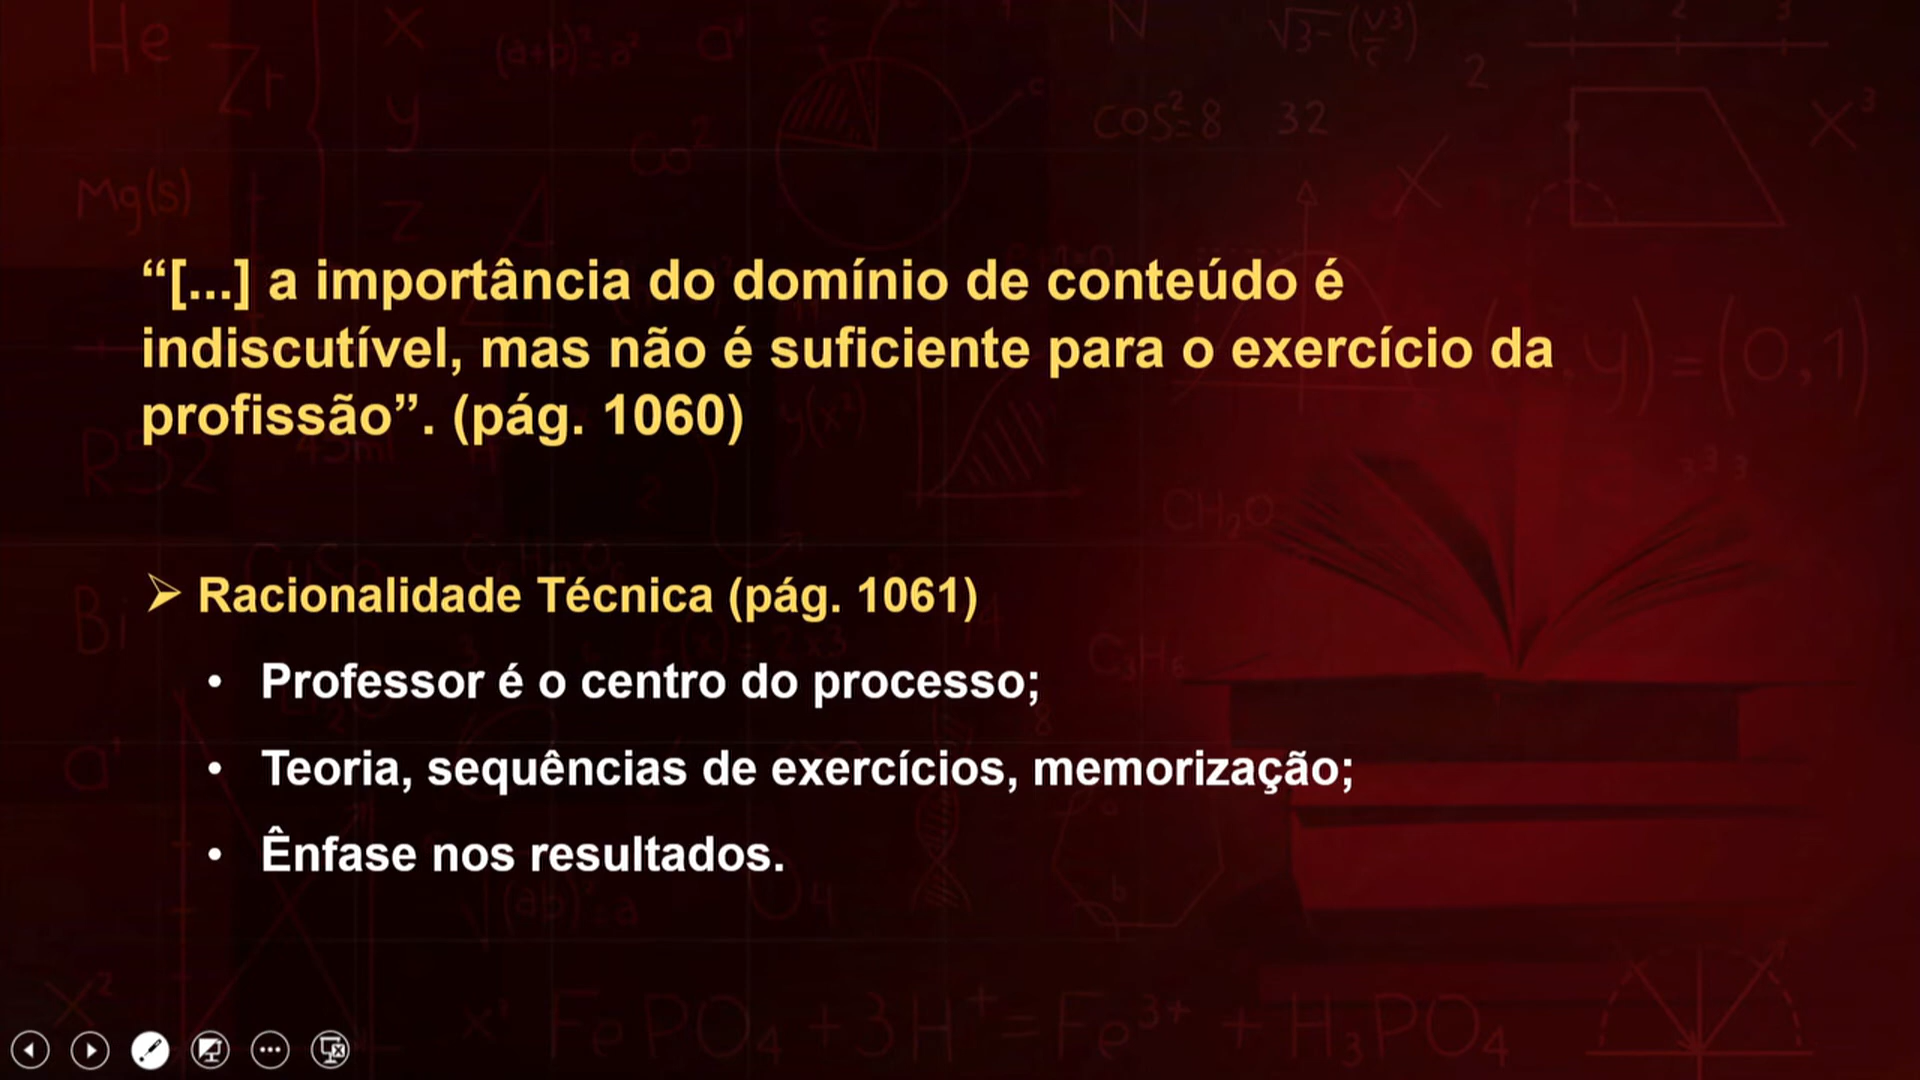 “[...] a importância do domínio de conteúdo é
indiscutível, mas não é suficiente para o exercício da
profissão”. (pág. 1060)
➢ Racionalidade Técnica (pág. 1061)
• Professor é o centro do processo;
• Teoria, sequências de exercícios, memorização;
• Ênfase nos resultados.